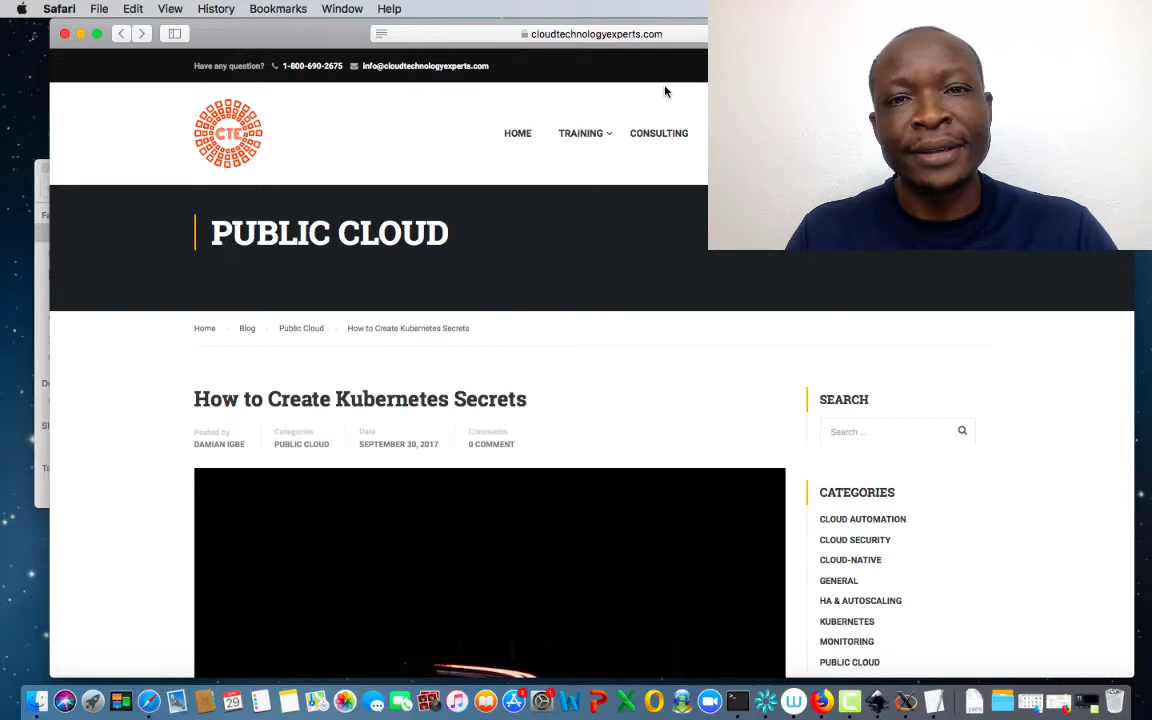 Safari File Edit View History Bookmarks Window Help
cloudtechnologyexperts.com
Have any question? 1-800-690-2675 info@cloudtechnologyexperts.com
CTE
HOME TRAINING CONSULTING
PUBLIC CLOUD
Home Blog Public Cloud How to Create Kubernetes Secrets
How to Create Kubernetes Secrets
Posted by Categories Date Comments
DAMIAN IGBE PUBLIC CLOUD SEPTEMBER 30, 2017 0 COMMENT
SEARCH
Search ...
CATEGORIES
CLOUD AUTOMATION
CLOUD SECURITY
CLOUD-NATIVE
GENERAL
HA & AUTOSCALING
KUBERNETES
MONITORING
PUBLIC CLOUD
29